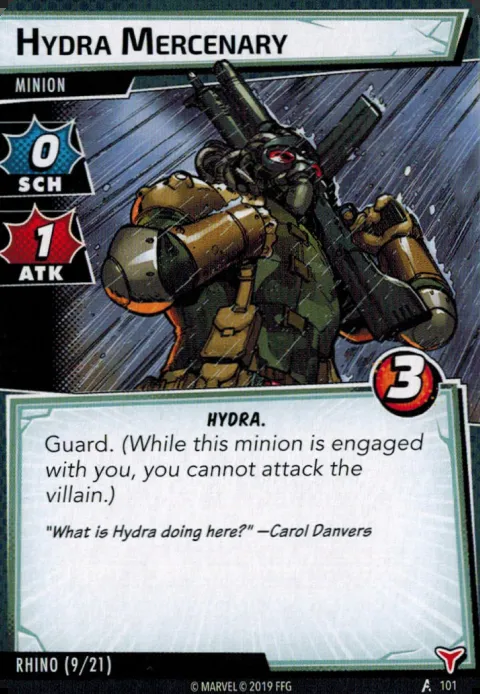 HYDRA MERCENARY
MINION
0
SCH
1
ATK
3
HYDRA.
Guard. (While this minion is engaged
with you, you cannot attack the
villain.)
"What is Hydra doing here?" —Carol Danvers
RHINO (9/21)
© MARVEL © 2019 FFG
101